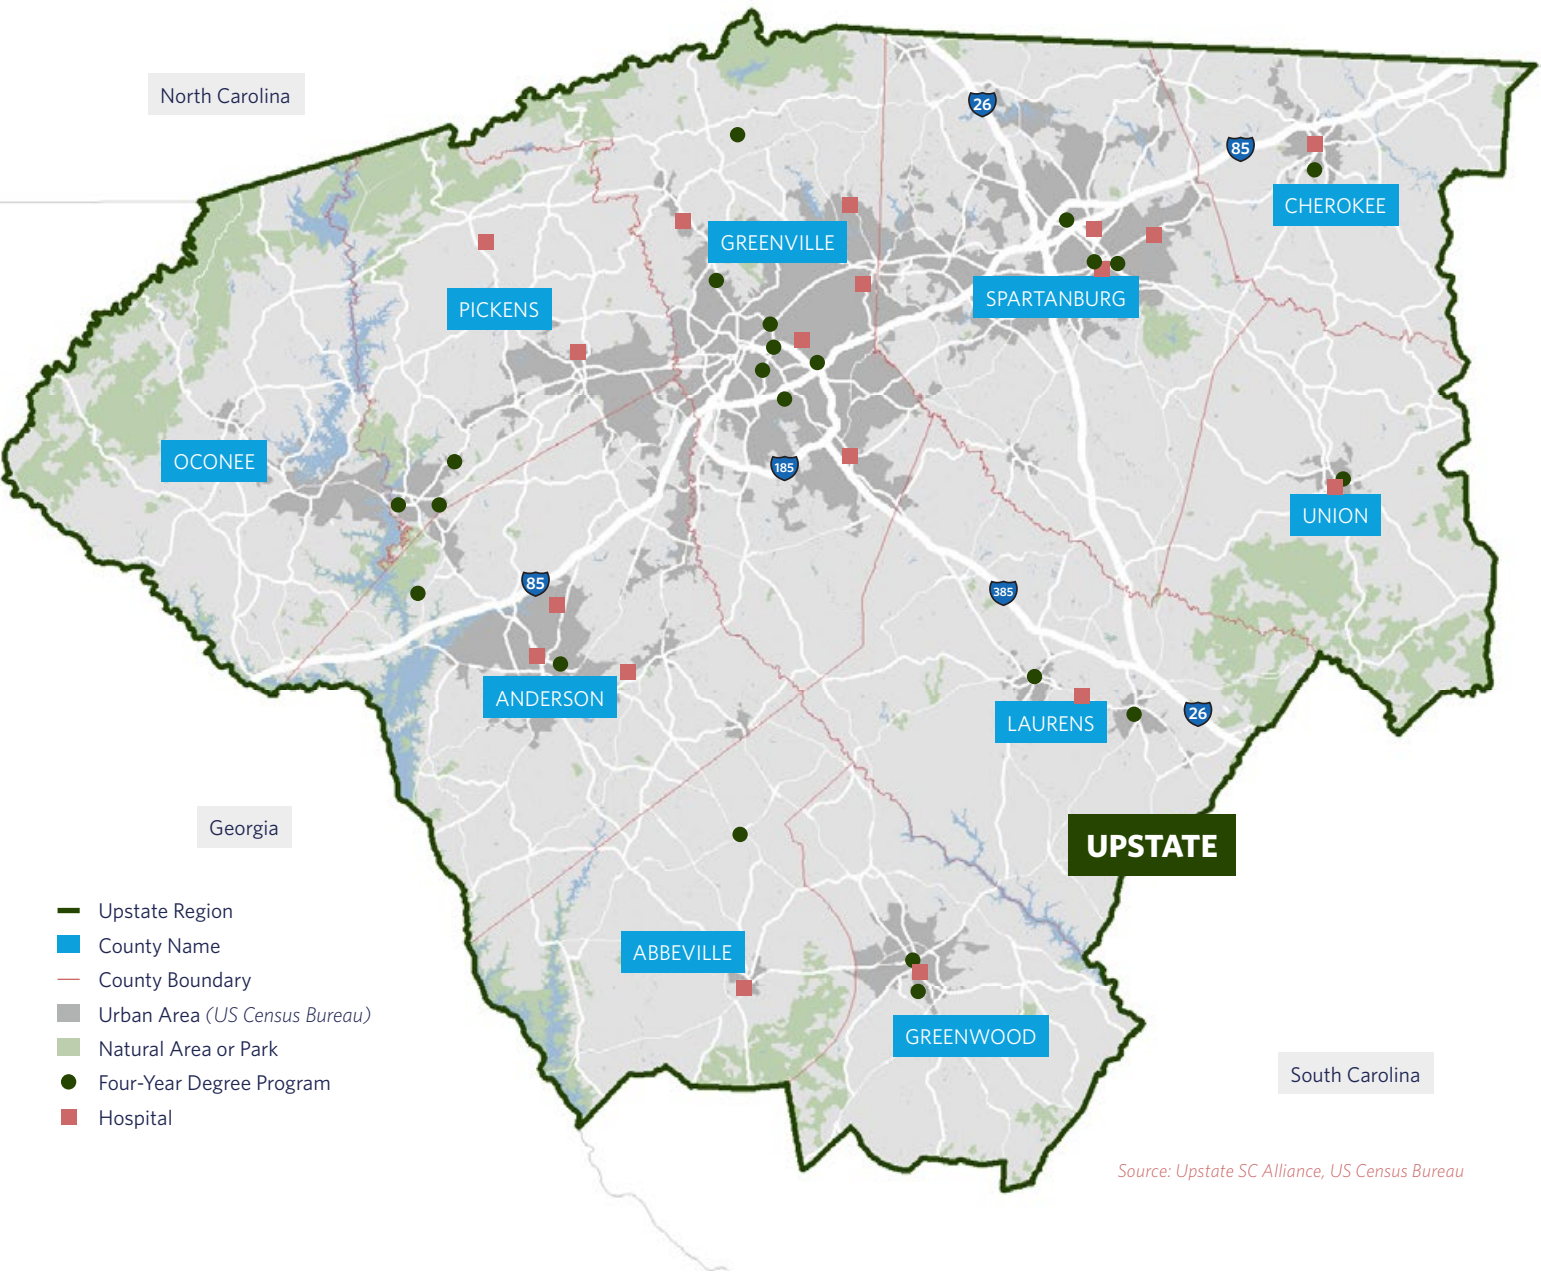 North Carolina
26
85
CHEROKEE
GREENVILLE
SPARTANBURG
PICKENS
OCONEE
185
UNION
85
385
ANDERSON
LAURENS
26
Georgia
UPSTATE
Upstate Region
County Name
County Boundary
Urban Area (US Census Bureau)
Natural Area or Park
Four-Year Degree Program
Hospital
ABBEVILLE
GREENWOOD
South Carolina
Source: Upstate SC Alliance, US Census Bureau